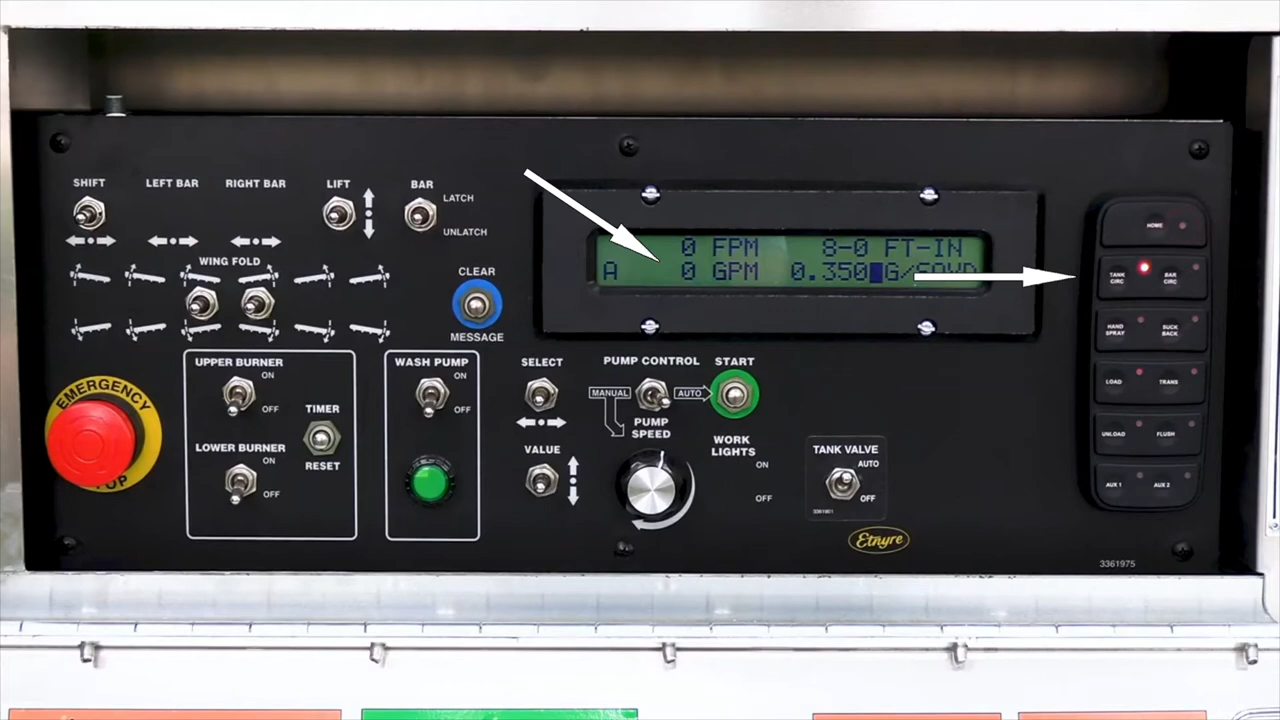 SHIFT
LEFT BAR
RIGHT BAR
LIFT
BAR
LATCH
UNLATCH
WING FOLD
CLEAR
MESSAGE
0 FPM 8-0 FT-IN
A 0 GPM 0.350 G/SQYD
HOME
TANK CIRC
BAR CIRC
HAND SPRAY
SUCK BACK
LOAD
TRANS
UNLOAD
FLUSH
AUX 1
AUX 2
EMERGENCY
STOP
UPPER BURNER
ON
OFF
TIMER
RESET
LOWER BURNER
ON
OFF
WASH PUMP
ON
OFF
SELECT
VALUE
PUMP CONTROL
MANUAL
AUTO
START
PUMP
SPEED
WORK
LIGHTS
ON
OFF
TANK VALVE
AUTO
OFF
3361901
Etnyre
3361975